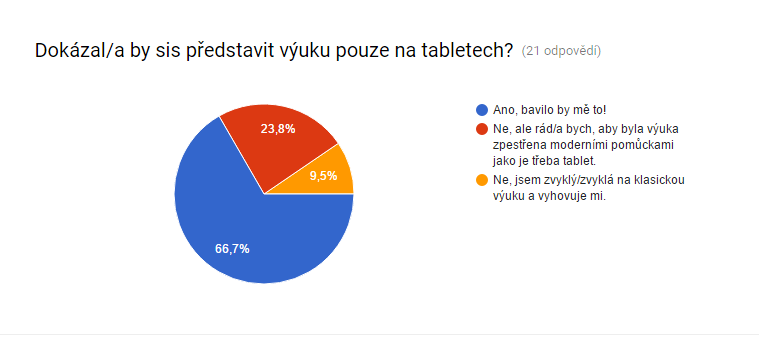 Dokázal/a by sis představit výuku pouze na tabletech? (21 odpovědí)
23,8%
9,5%
66,7%
Ano, bavilo by mě to!
Ne, ale rád/a bych, aby byla výuka
zpestřena moderními pomůckami
jako je třeba tablet.
Ne, jsem zvyklý/zvyklá na klasickou
výuku a vyhovuje mi.